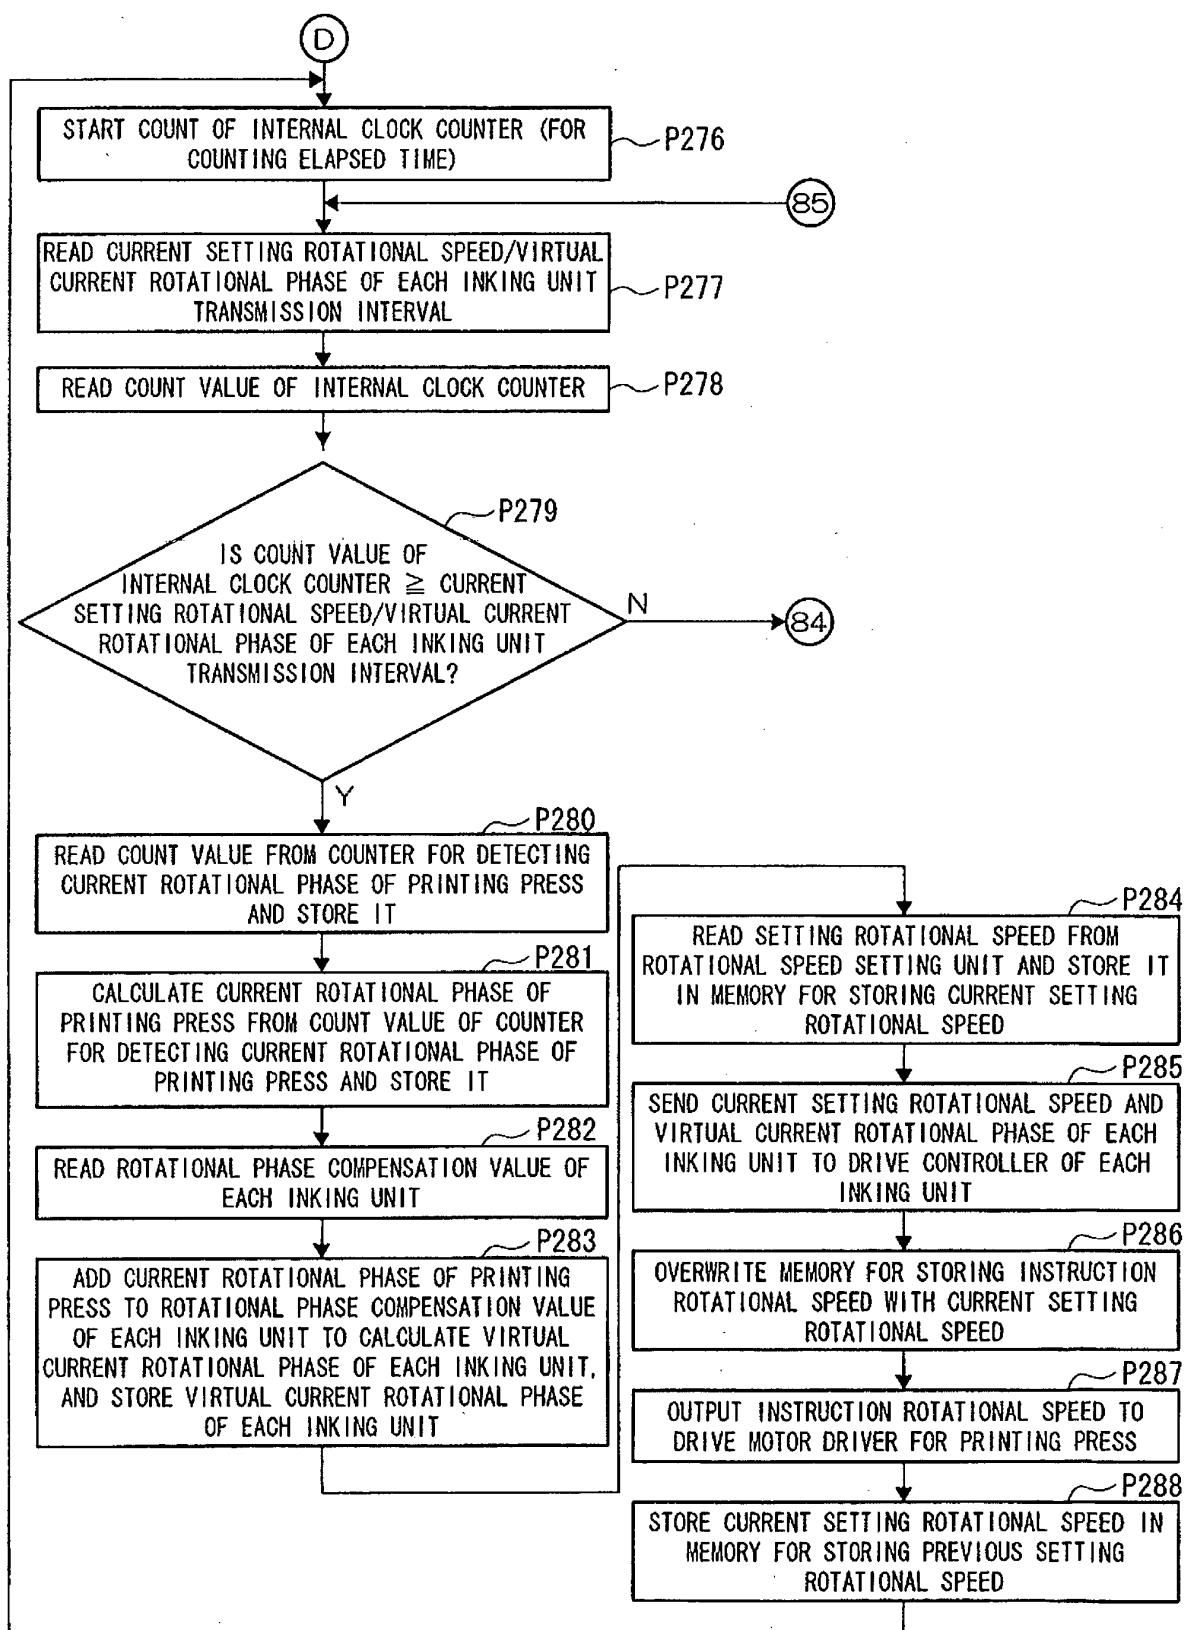 D
START COUNT OF INTERNAL CLOCK COUNTER (FOR
COUNTING ELAPSED TIME)
P276
85
READ CURRENT SETTING ROTATIONAL SPEED/VIRTUAL
CURRENT ROTATIONAL PHASE OF EACH INKING UNIT
TRANSMISSION INTERVAL
P277
READ COUNT VALUE OF INTERNAL CLOCK COUNTER
P278
P279
IS COUNT VALUE OF
INTERNAL CLOCK COUNTER ≧ CURRENT
SETTING ROTATIONAL SPEED/VIRTUAL CURRENT
ROTATIONAL PHASE OF EACH INKING UNIT
TRANSMISSION INTERVAL?
N
84
Y
P280
READ COUNT VALUE FROM COUNTER FOR DETECTING
CURRENT ROTATIONAL PHASE OF PRINTING PRESS
AND STORE IT
P281
CALCULATE CURRENT ROTATIONAL PHASE OF
PRINTING PRESS FROM COUNT VALUE OF COUNTER
FOR DETECTING CURRENT ROTATIONAL PHASE OF
PRINTING PRESS AND STORE IT
P282
READ ROTATIONAL PHASE COMPENSATION VALUE OF
EACH INKING UNIT
P283
ADD CURRENT ROTATIONAL PHASE OF PRINTING
PRESS TO ROTATIONAL PHASE COMPENSATION VALUE
OF EACH INKING UNIT TO CALCULATE VIRTUAL
CURRENT ROTATIONAL PHASE OF EACH INKING UNIT,
AND STORE VIRTUAL CURRENT ROTATIONAL PHASE
OF EACH INKING UNIT
P284
READ SETTING ROTATIONAL SPEED FROM
ROTATIONAL SPEED SETTING UNIT AND STORE IT
IN MEMORY FOR STORING CURRENT SETTING
ROTATIONAL SPEED
P285
SEND CURRENT SETTING ROTATIONAL SPEED AND
VIRTUAL CURRENT ROTATIONAL PHASE OF EACH
INKING UNIT TO DRIVE CONTROLLER OF EACH
INKING UNIT
P286
OVERWRITE MEMORY FOR STORING INSTRUCTION
ROTATIONAL SPEED WITH CURRENT SETTING
ROTATIONAL SPEED
P287
OUTPUT INSTRUCTION ROTATIONAL SPEED TO
DRIVE MOTOR DRIVER FOR PRINTING PRESS
P288
STORE CURRENT SETTING ROTATIONAL SPEED IN
MEMORY FOR STORING PREVIOUS SETTING
ROTATIONAL SPEED